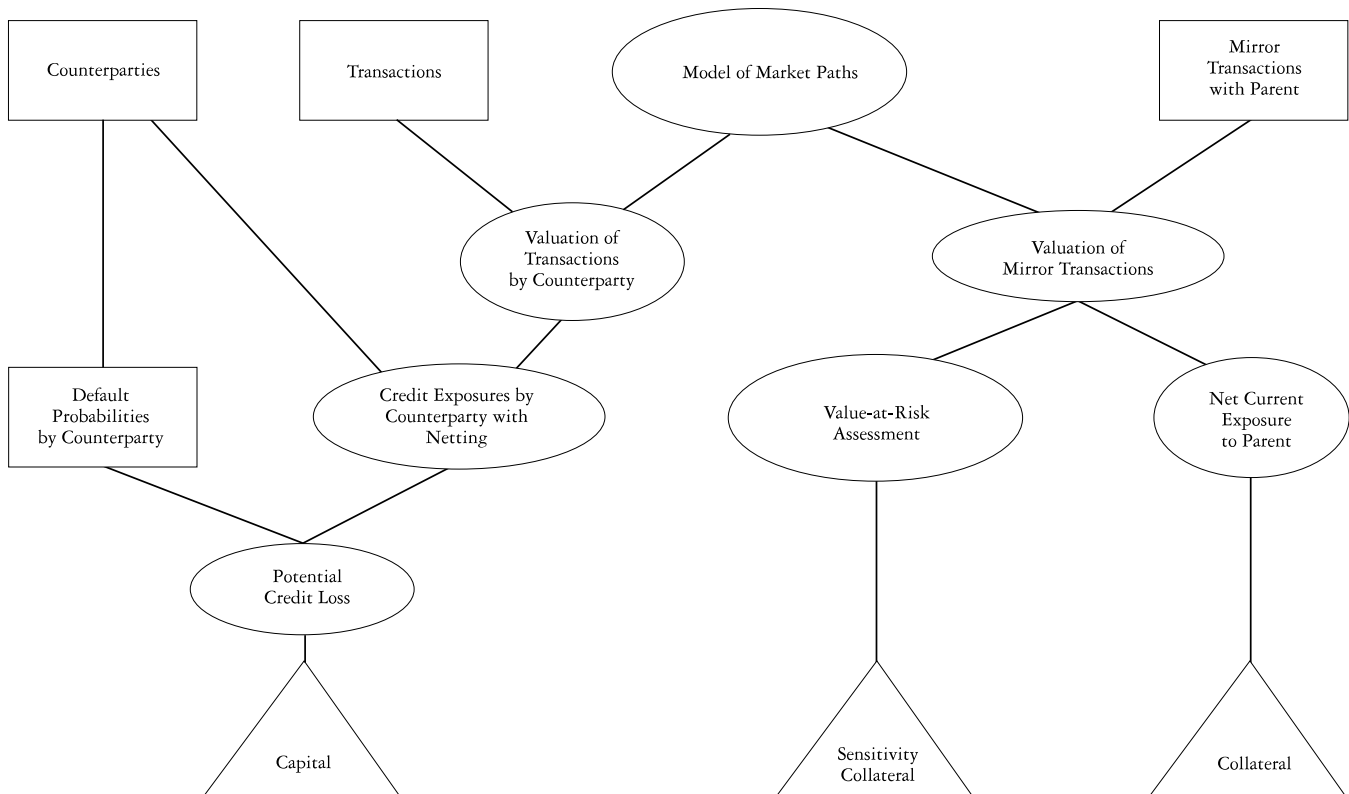 Counterparties
Transactions
Model of Market Paths
Mirror
Transactions
with Parent
Valuation of
Transactions
by Counterparty
Valuation of
Mirror Transactions
Default
Probabilities
by Counterparty
Credit Exposures by
Counterparty with
Netting
Value-at-Risk
Assessment
Net Current
Exposure
to Parent
Potential
Credit Loss
Capital
Sensitivity
Collateral
Collateral